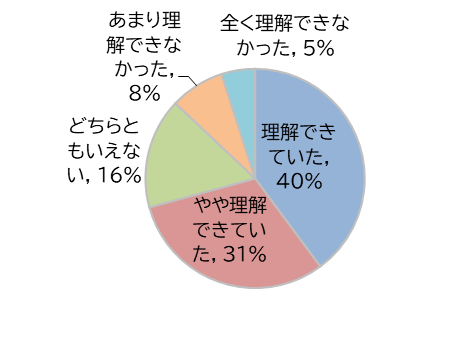 あまり理
解できな
かった,
8%
全く理解できな
かった, 5%
どちらと
もいえな
い, 16%
理解でき
ていた,
40%
やや理解
できてい
た, 31%